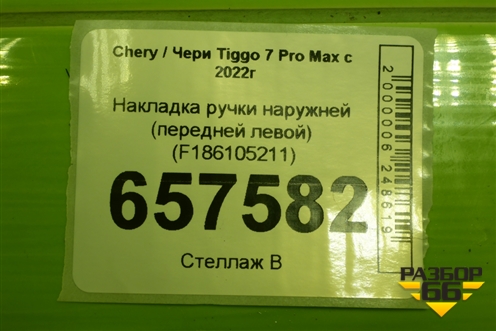 Chery / Чери Tiggo 7 Pro Max с
2022г
Накладка ручки наружней
(передней левой)
(F186105211)
657582
Стеллаж В
2000006248619
РАЗБОР
66